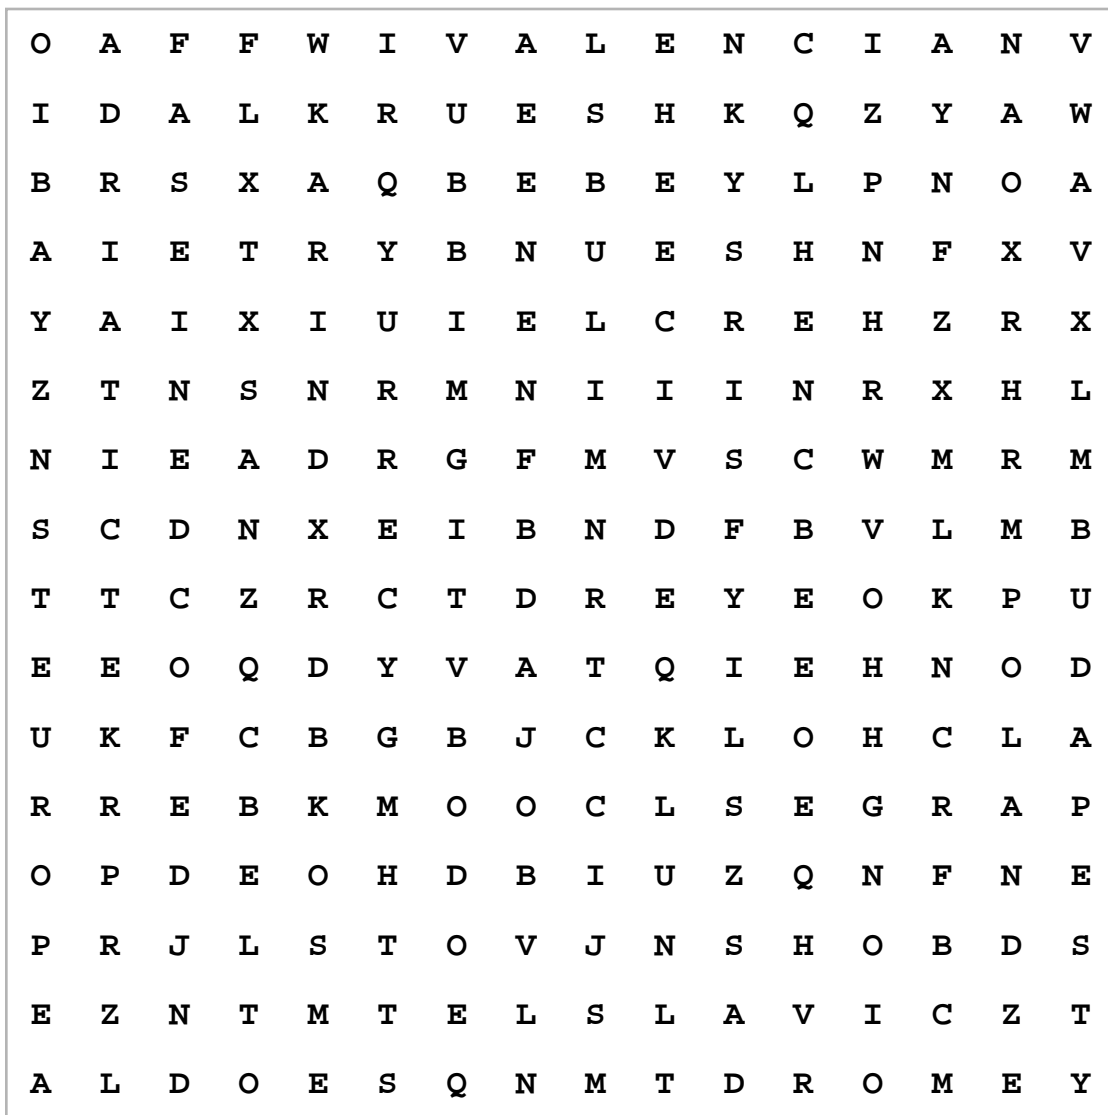 O A F F W I V A L E N C I A N V
I D A L K R U E S H K Q Z Y A W
B R S X A Q B E B E Y L P N O A
A I E T R Y B N U E S H N F X V
Y A I X I U I E L C R E H Z R X
Z T N S N R M N I I I N R X H L
N I E A D R G F M V S C W M R M
S C D N X E I B N D F B V L M B
T T C Z R C T D R E Y E O K P U
E E O Q D Y V A T Q I E H N O D
U K F C B G B J C K L O H C L A
R R E B K M O O C L S E G R A P
O P D E O H D B I U Z Q N F N E
P R J L S T O V J N S H O B D S
E Z N T M T E L S L A V I C Z T
A L D O E S Q N M T D R O M E Y